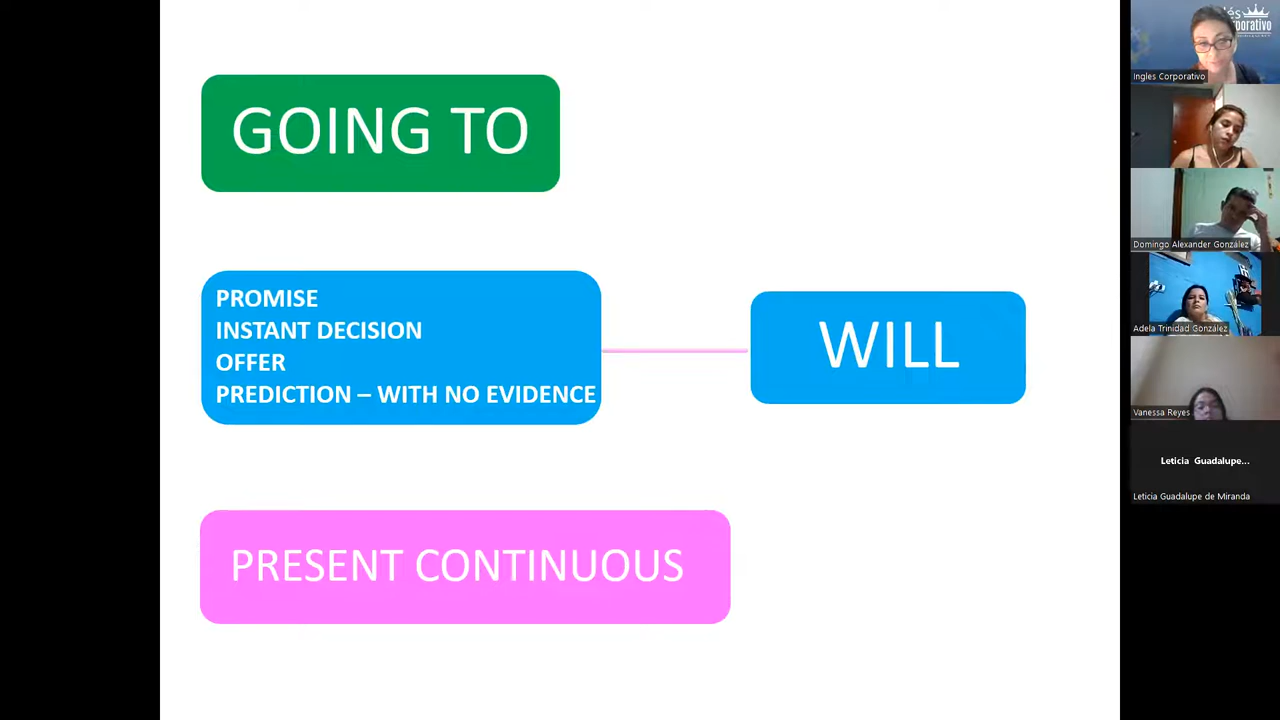 GOING TO
PROMISE
INSTANT DECISION
OFFER
PREDICTION – WITH NO EVIDENCE
WILL
PRESENT CONTINUOUS
Ingles Corporativo
Domingo Alexander González
Adela Trinidad González
Vanessa Reyes
Leticia Guadalupe...
Leticia Guadalupe de Miranda